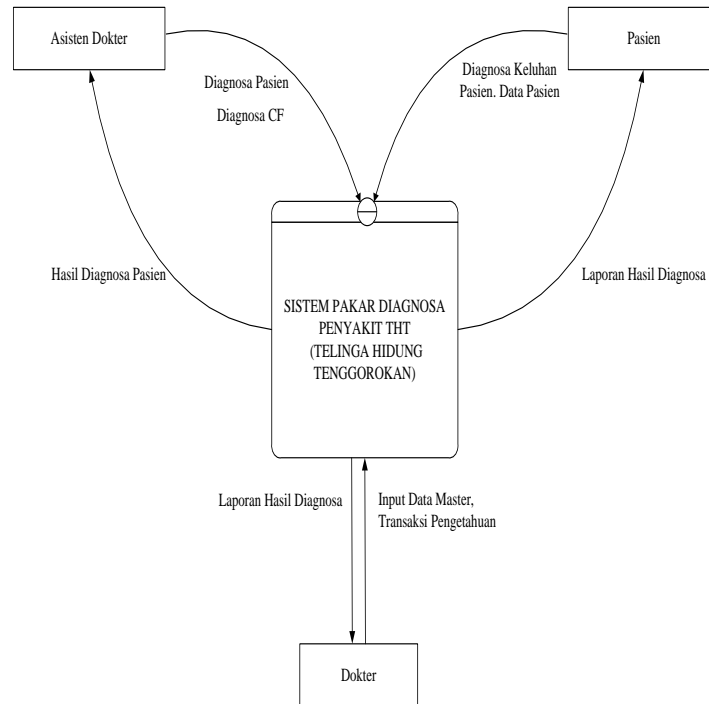 Asisten Dokter
Pasien
Diagnosa Pasien
Diagnosa CF
Diagnosa Keluhan
Pasien. Data Pasien
Hasil Diagnosa Pasien
Laporan Hasil Diagnosa
SISTEM PAKAR DIAGNOSA
PENYAKIT THT
(TELINGA HIDUNG
TENGGOROKAN)
Laporan Hasil Diagnosa
Input Data Master,
Transaksi Pengetahuan
Dokter